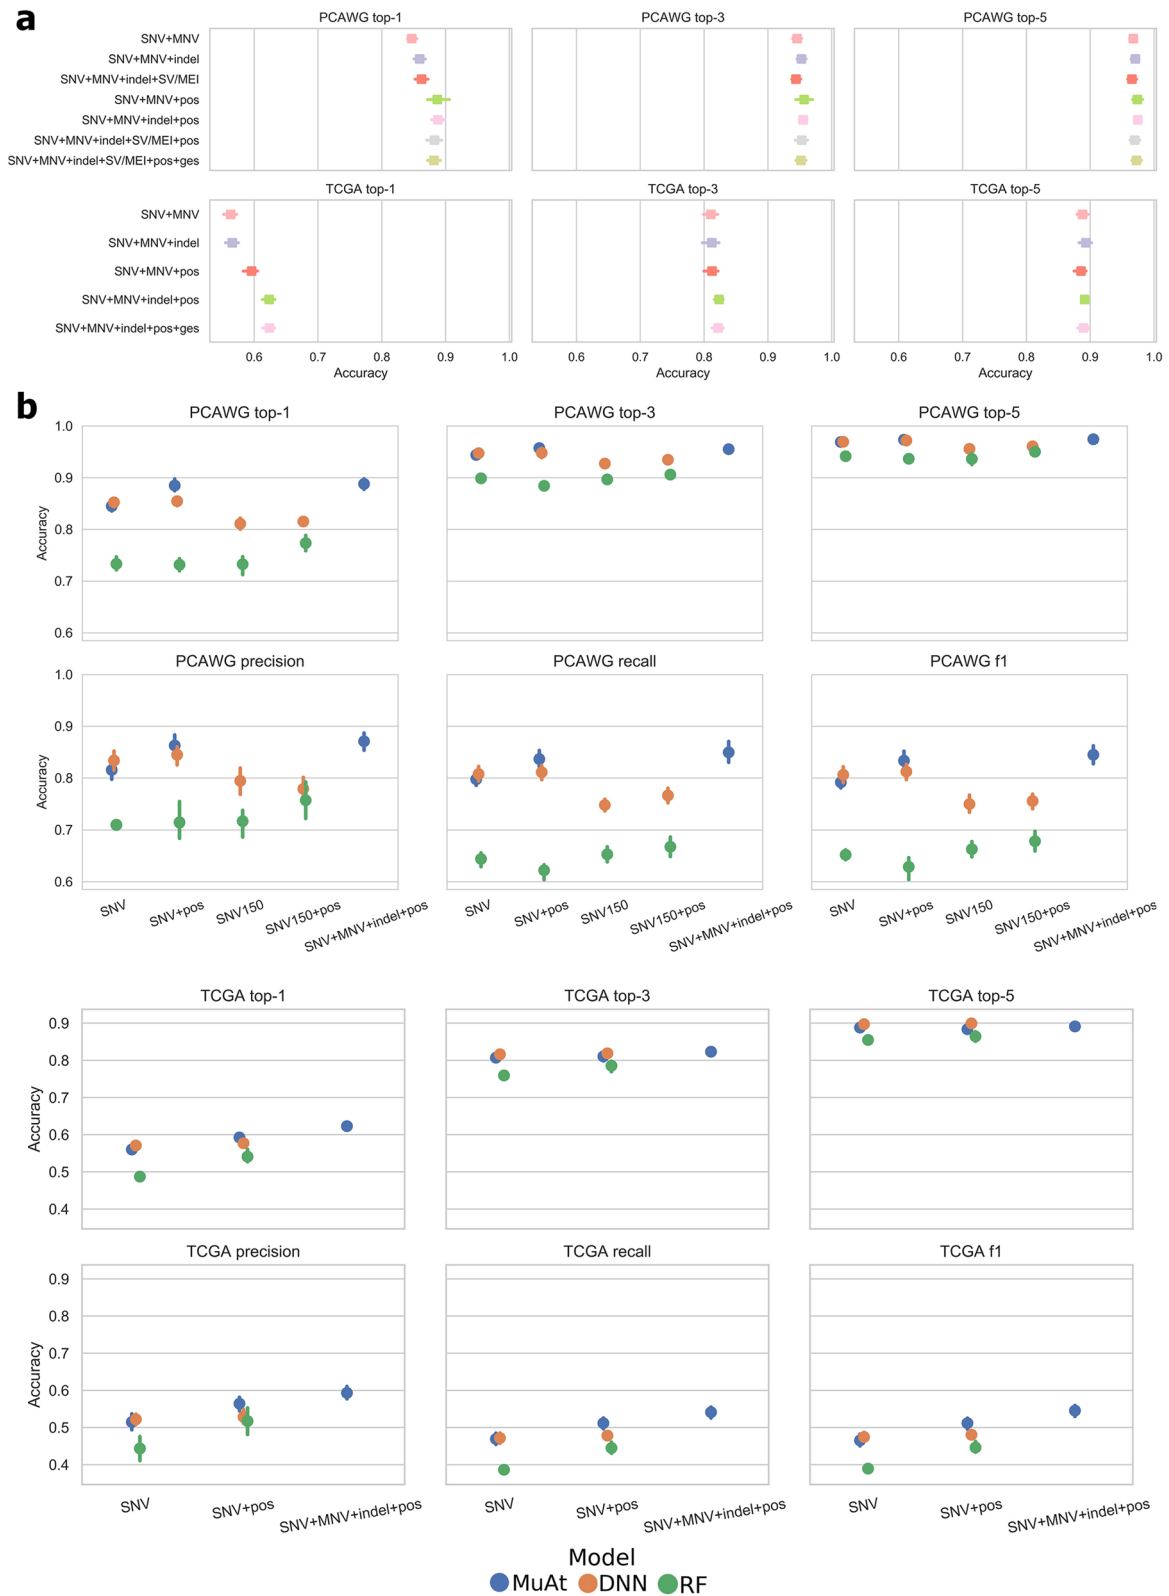 a
PCAWG top-1 PCAWG top-3 PCAWG top-5
SNV+MNV
SNV+MNV+indel
SNV+MNV+indel+SV/MEI
SNV+MNV+pos
SNV+MNV+indel+pos
SNV+MNV+indel+SV/MEI+pos
SNV+MNV+indel+SV/MEI+pos+ges
TCGA top-1 TCGA top-3 TCGA top-5
SNV+MNV
SNV+MNV+indel
SNV+MNV+pos
SNV+MNV+indel+pos
SNV+MNV+indel+pos+ges
0.6 0.7 0.8 0.9 1.0 0.6 0.7 0.8 0.9 1.0 0.6 0.7 0.8 0.9 1.0
Accuracy Accuracy Accuracy
b
PCAWG top-1 PCAWG top-3 PCAWG top-5
1.0
0.9
0.8
0.7
0.6
Accuracy
PCAWG precision PCAWG recall PCAWG f1
1.0
0.9
0.8
0.7
0.6
Accuracy
SNV SNV+pos SNV150 SNV150+pos SNV+MNV+indel+pos SNV SNV+pos SNV150 SNV150+pos SNV+MNV+indel+pos SNV SNV+pos SNV150 SNV150+pos SNV+MNV+indel+pos
TCGA top-1 TCGA top-3 TCGA top-5
0.9
0.8
0.7
0.6
0.5
0.4
Accuracy
TCGA precision TCGA recall TCGA f1
0.9
0.8
0.7
0.6
0.5
0.4
Accuracy
SNV SNV+pos SNV+MNV+indel+pos SNV SNV+pos SNV+MNV+indel+pos SNV SNV+pos SNV+MNV+indel+pos
Model
MuAt DNN RF